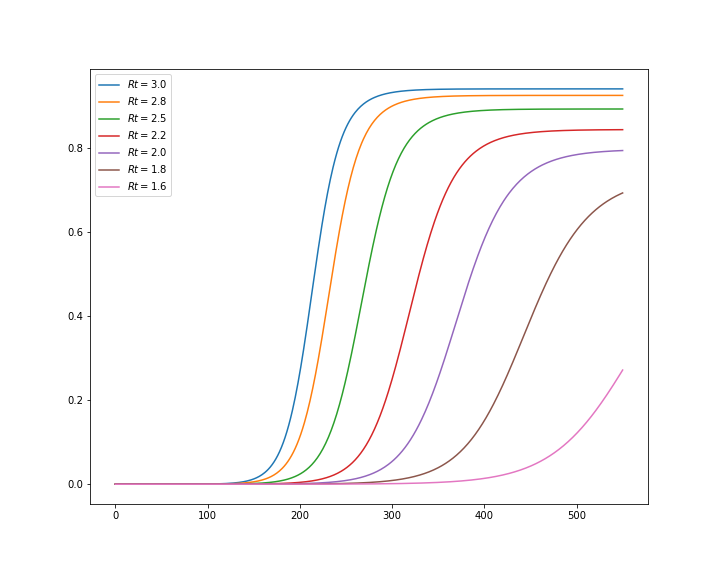 Rt = 3.0
Rt = 2.8
Rt = 2.5
Rt = 2.2
Rt = 2.0
Rt = 1.8
Rt = 1.6
0.8
0.6
0.4
0.2
0.0
0 100 200 300 400 500